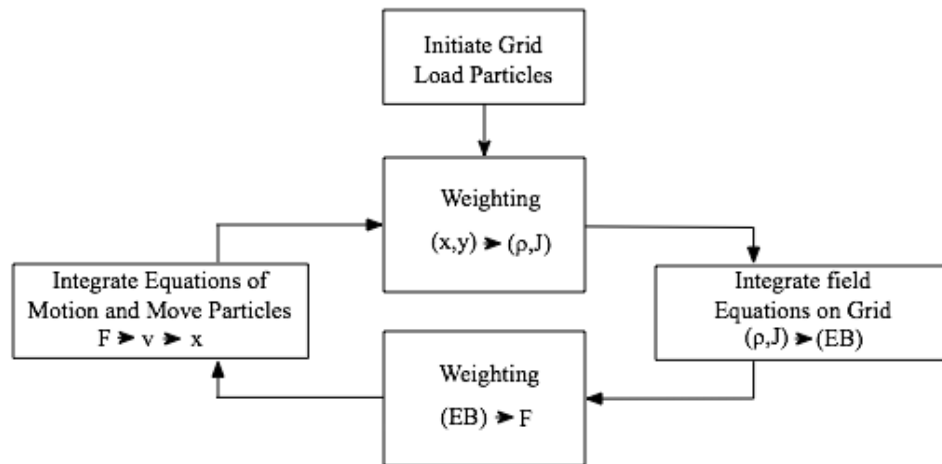 Initiate Grid
Load Particles
Weighting
(x,y) ➤ (ρ,J)
Integrate Equations of
Motion and Move Particles
F ➤ v ➤ x
Integrate field
Equations on Grid
(ρ,J) ➤ (EB)
Weighting
(EB) ➤ F